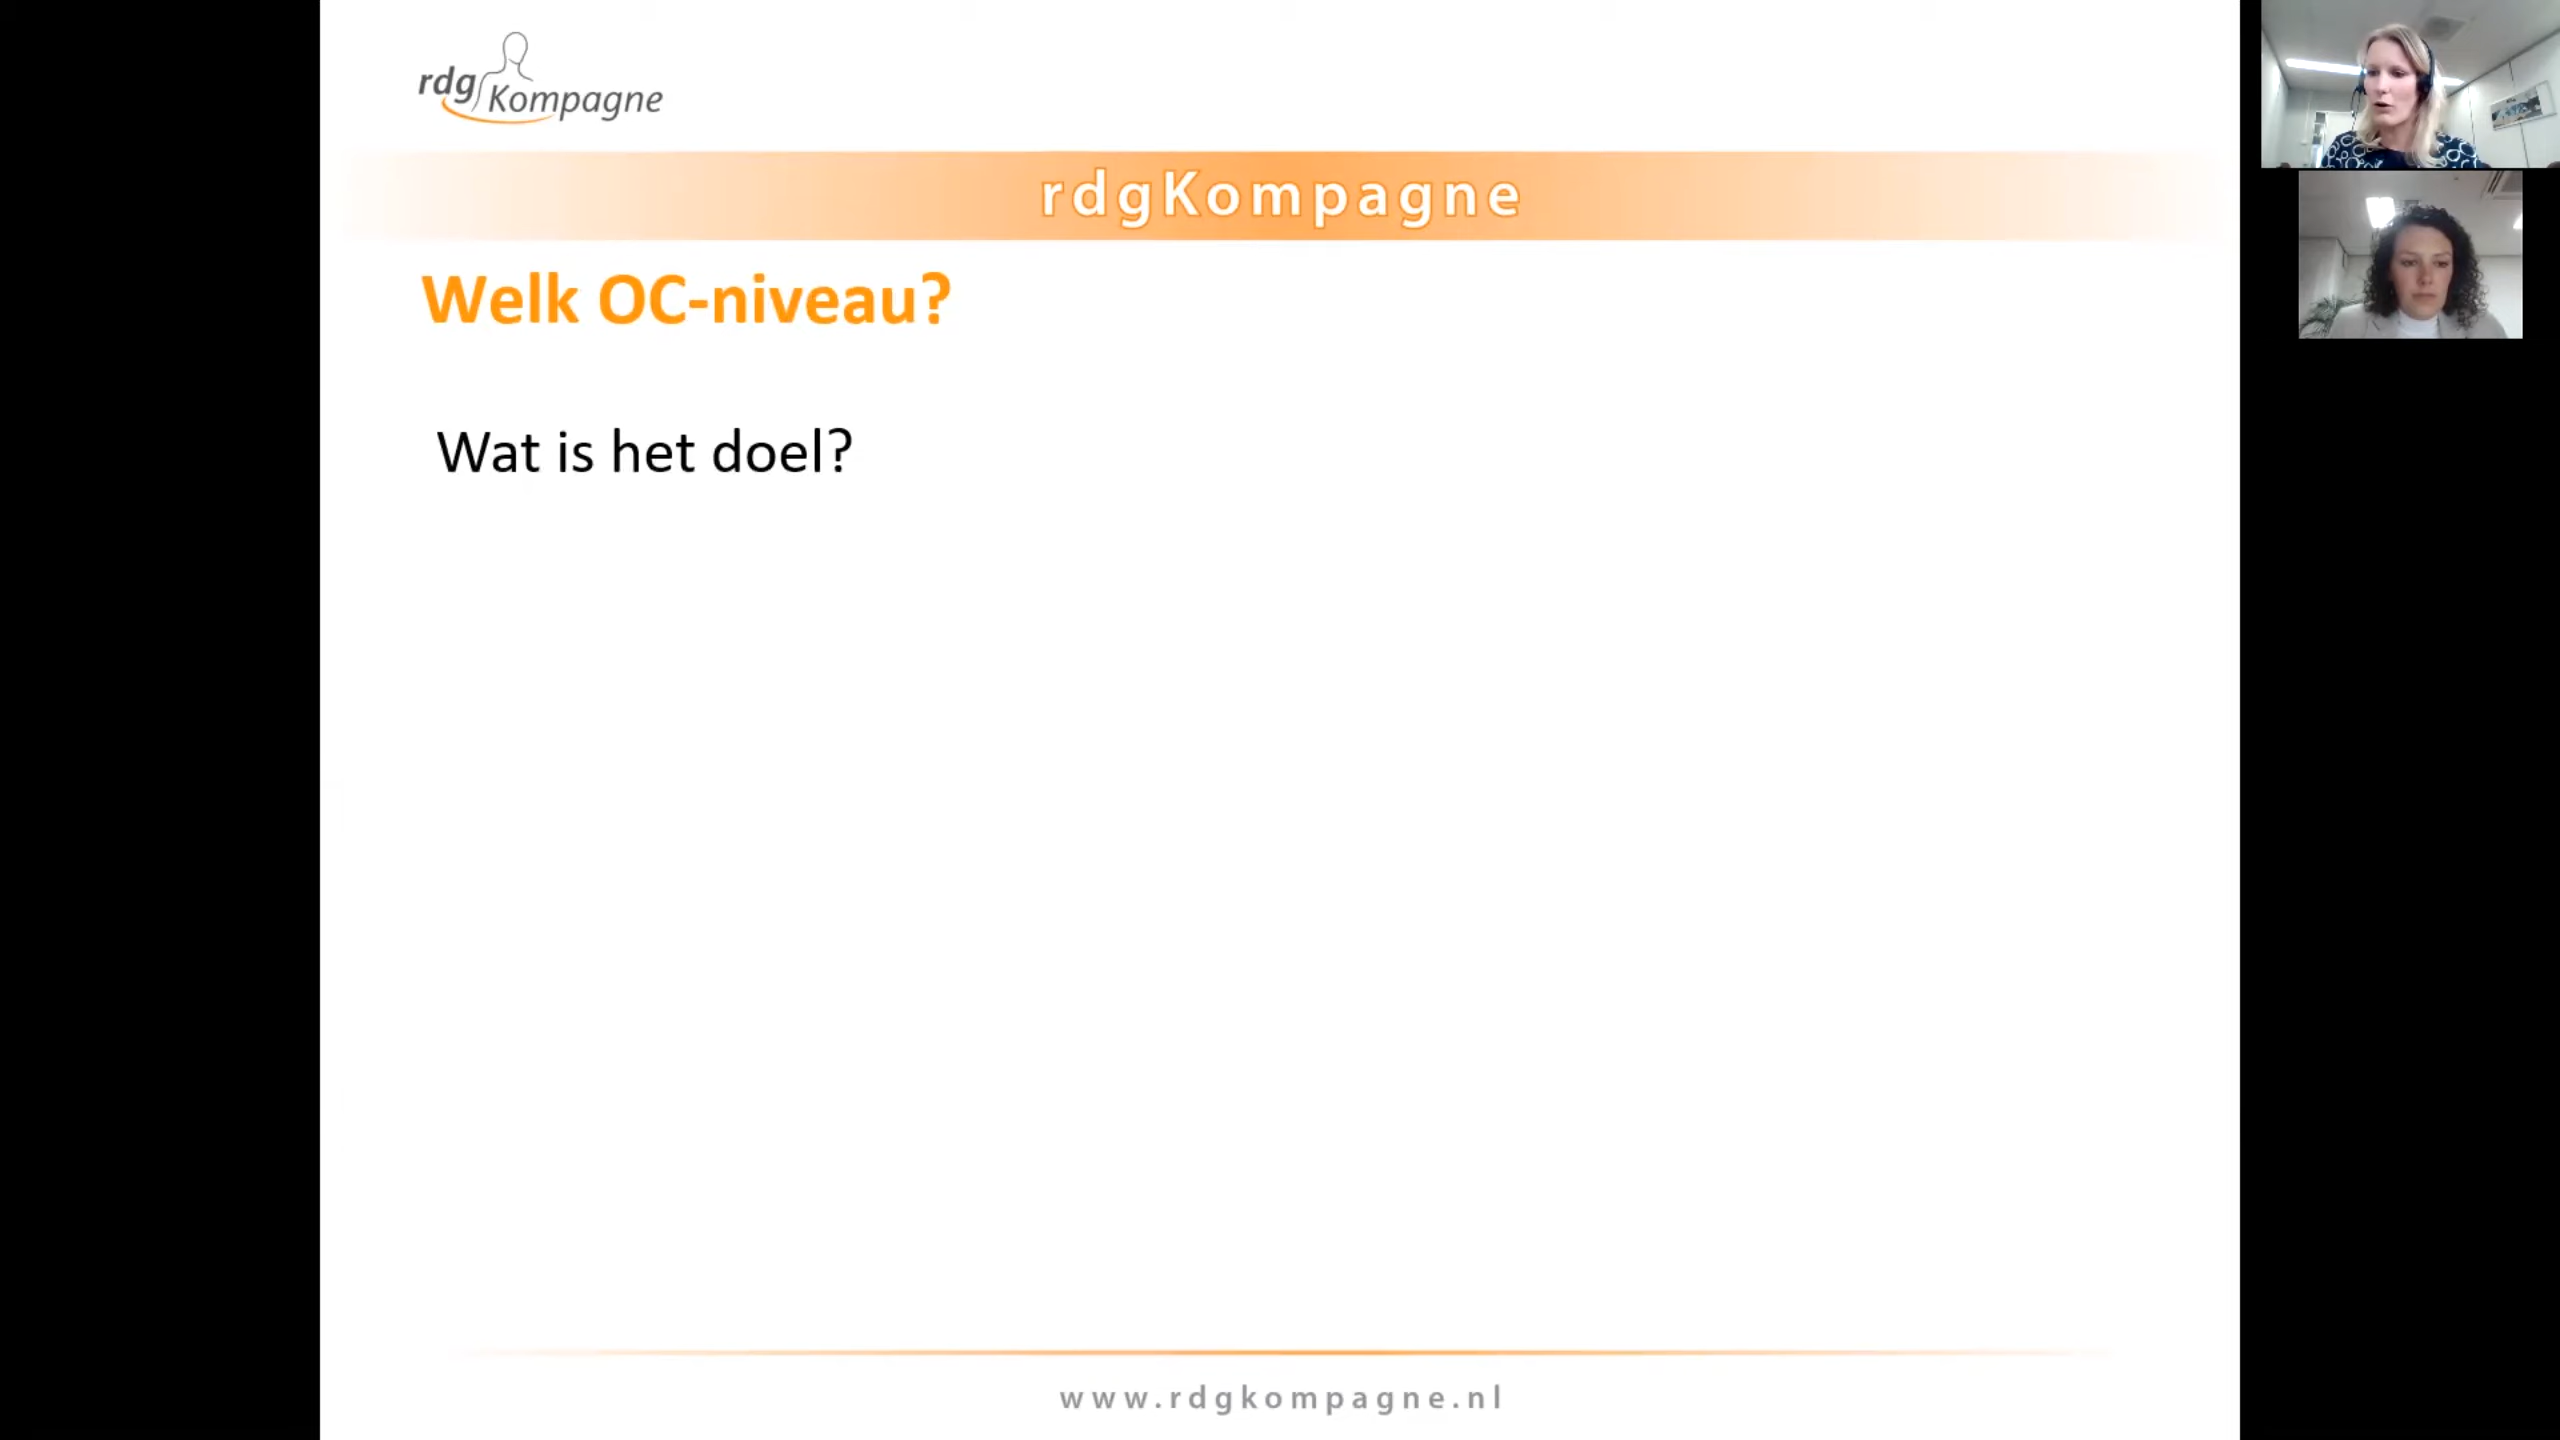 rdg Kompagne
rdgKompagne
Welk OC-niveau?
Wat is het doel?
www.rdgkompagne.nl